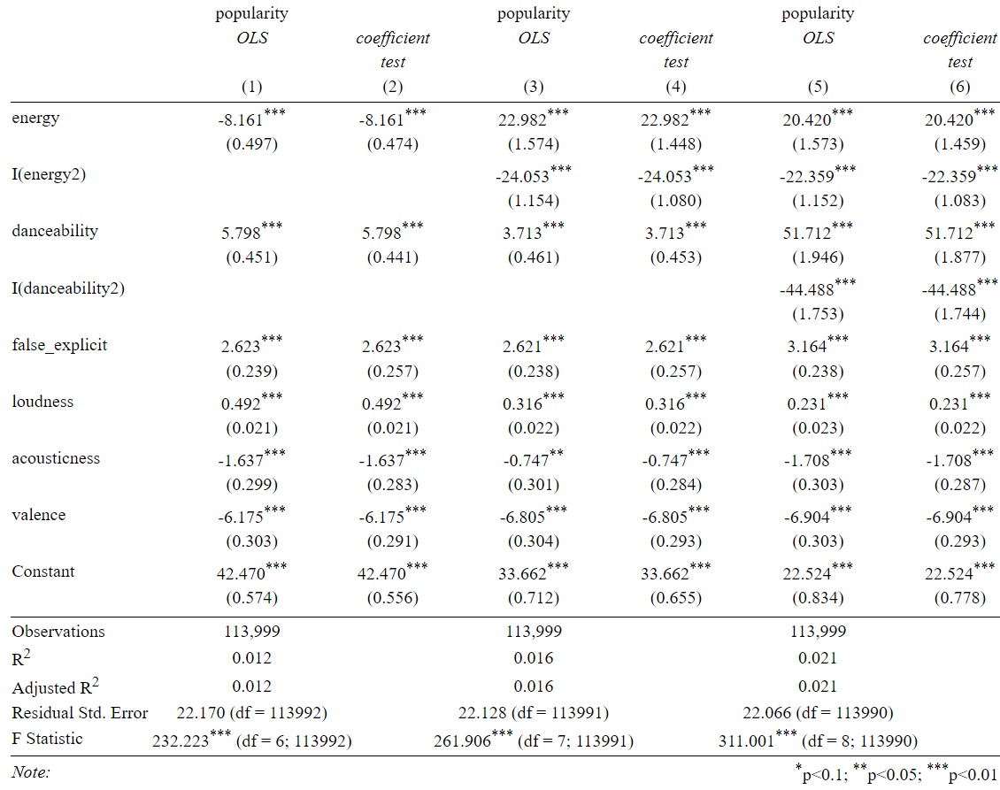 popularity popularity popularity
OLS coefficient OLS coefficient OLS coefficient
test test test
(1) (2) (3) (4) (5) (6)
energy -8.161*** -8.161*** 22.982*** 22.982*** 20.420*** 20.420***
(0.497) (0.474) (1.574) (1.448) (1.573) (1.459)
I(energy2) -24.053*** -24.053*** -22.359*** -22.359***
(1.154) (1.080) (1.152) (1.083)
danceability 5.798*** 5.798*** 3.713*** 3.713*** 51.712*** 51.712***
(0.451) (0.441) (0.461) (0.453) (1.946) (1.877)
I(danceability2) -44.488*** -44.488***
(1.753) (1.744)
false_explicit 2.623*** 2.623*** 2.621*** 2.621*** 3.164*** 3.164***
(0.239) (0.257) (0.238) (0.257) (0.238) (0.257)
loudness 0.492*** 0.492*** 0.316*** 0.316*** 0.231*** 0.231***
(0.021) (0.021) (0.022) (0.022) (0.023) (0.022)
acousticness -1.637*** -1.637*** -0.747** -0.747*** -1.708*** -1.708***
(0.299) (0.283) (0.301) (0.284) (0.303) (0.287)
valence -6.175*** -6.175*** -6.805*** -6.805*** -6.904*** -6.904***
(0.303) (0.291) (0.304) (0.293) (0.303) (0.293)
Constant 42.470*** 42.470*** 33.662*** 33.662*** 22.524*** 22.524***
(0.574) (0.556) (0.712) (0.655) (0.834) (0.778)
Observations 113,999 113,999 113,999
R2 0.012 0.016 0.021
Adjusted R2 0.012 0.016 0.021
Residual Std. Error 22.170 (df = 113992) 22.128 (df = 113991) 22.066 (df = 113990)
F Statistic 232.223*** (df = 6; 113992) 261.906*** (df = 7; 113991) 311.001*** (df = 8; 113990)
Note: *p<0.1; **p<0.05; ***p<0.01